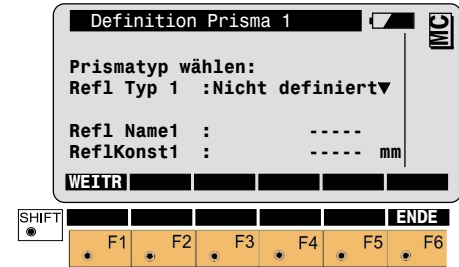 Definition Prisma 1
MC
Prismatyp wählen:
Refl Typ 1 :Nicht definiert▼
Refl Name1 : -----
ReflKonst1 : ----- mm
WEITR
SHIFT ENDE
F1 F2 F3 F4 F5 F6